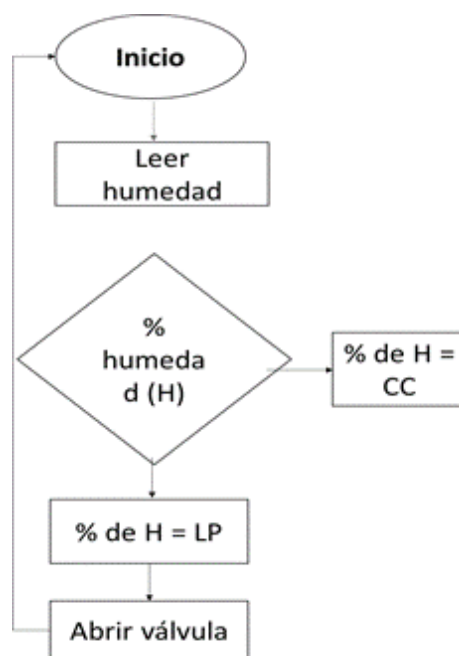 Inicio
Leer
humedad
%
humeda
d (H)
% de H =
CC
% de H = LP
Abrir válvula